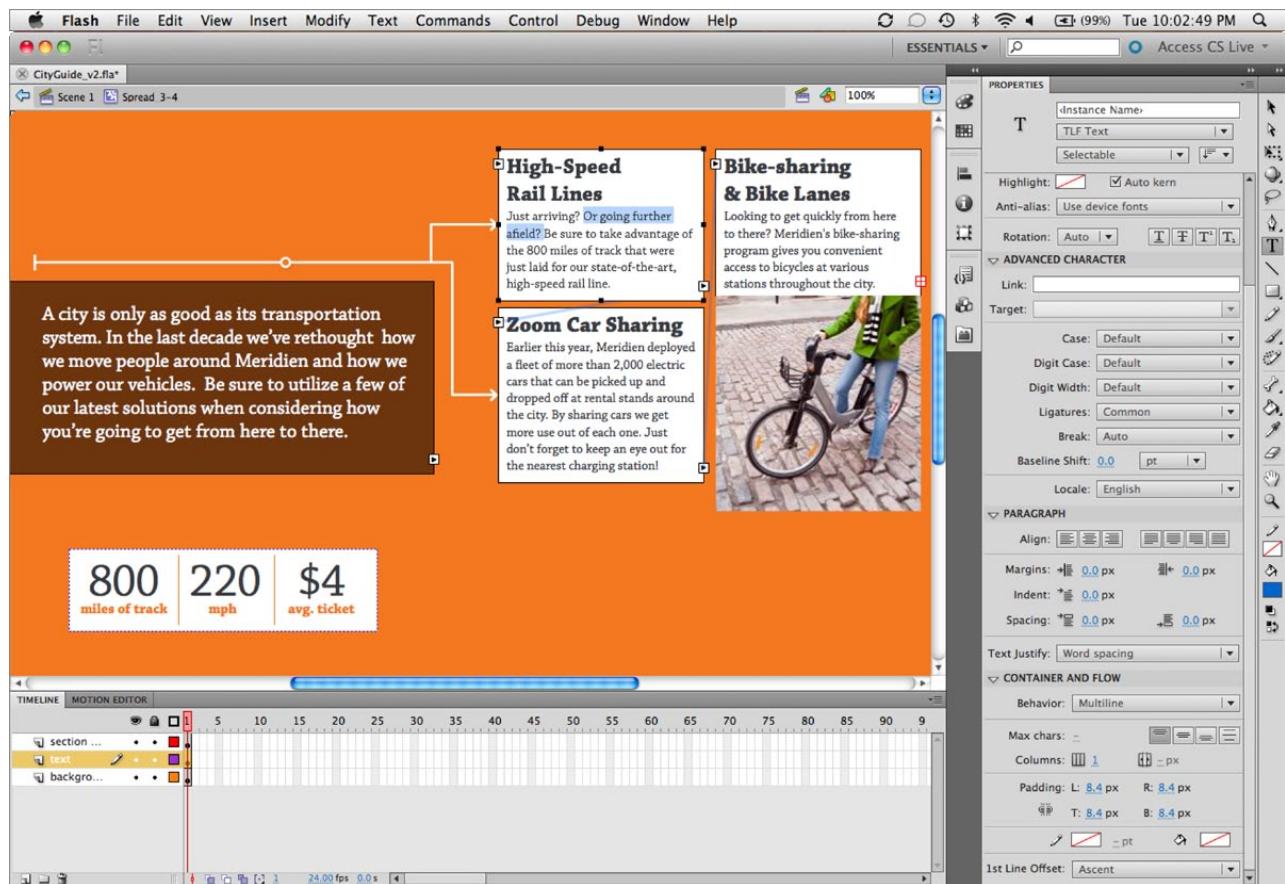 Flash File Edit View Insert Modify Text Commands Control Debug Window Help (99%) Tue 10:02:49 PM
Fl ESSENTIALS Access CS Live
CityGuide_v2.fla*
Scene 1 Spread 3-4 100%
High-Speed
Rail Lines
Just arriving? Or going further
afield? Be sure to take advantage of
the 800 miles of track that were
just laid for our state-of-the-art,
high-speed rail line.
Bike-sharing
& Bike Lanes
Looking to get quickly from here
to there? Meridien's bike-sharing
program gives you convenient
access to bicycles at various
stations throughout the city.
A city is only as good as its transportation
system. In the last decade we've rethought how
we move people around Meridien and how we
power our vehicles. Be sure to utilize a few of
our latest solutions when considering how
you're going to get from here to there.
Zoom Car Sharing
Earlier this year, Meridien deployed
a fleet of more than 2,000 electric
cars that can be picked up and
dropped off at rental stands around
the city. By sharing cars we get
more use out of each one. Just
don't forget to keep an eye out for
the nearest charging station!
800 220 $4
miles of track mph avg. ticket
TIMELINE MOTION EDITOR
1 5 10 15 20 25 30 35 40 45 50 55 60 65 70 75 80 85 90 9
section ...
text
backgro...
1 24.00 fps 0.0 s
PROPERTIES
<Instance Name>
T TLF Text
Selectable
Highlight: Auto kern
Anti-alias: Use device fonts
Rotation: Auto T T T¹ T₁
ADVANCED CHARACTER
Link:
Target:
Case: Default
Digit Case: Default
Digit Width: Default
Ligatures: Common
Break: Auto
Baseline Shift: 0.0 pt
Locale: English
PARAGRAPH
Align:
Margins: 0.0 px 0.0 px
Indent: 0.0 px
Spacing: 0.0 px 0.0 px
Text Justify: Word spacing
CONTAINER AND FLOW
Behavior: Multiline
Max chars: -
Columns: 1 - px
Padding: L: 8.4 px R: 8.4 px
T: 8.4 px B: 8.4 px
- pt
1st Line Offset: Ascent